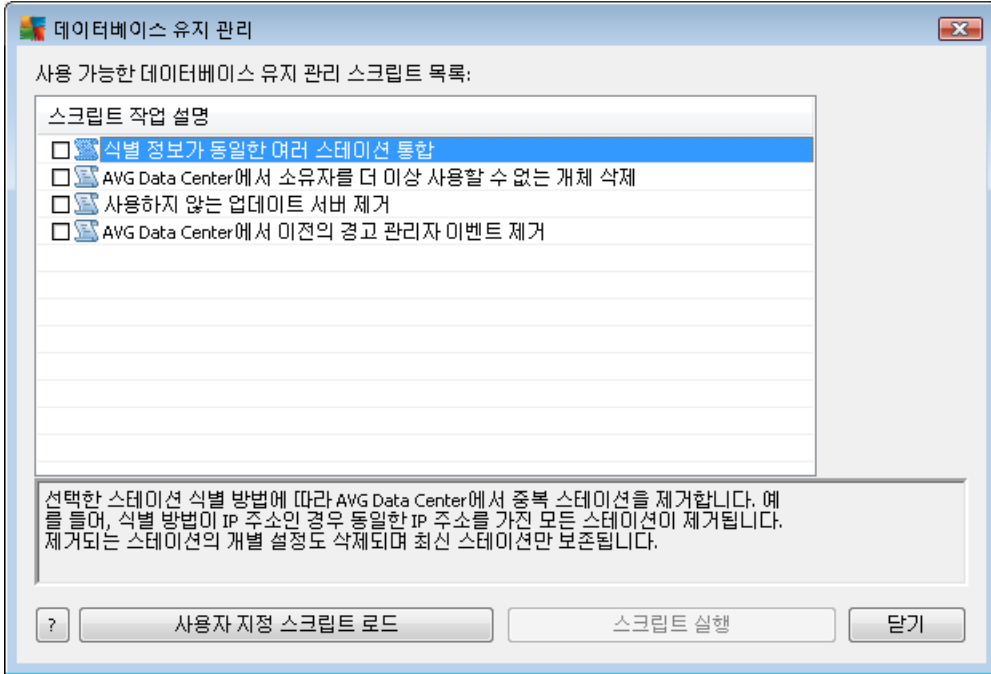 데이터베이스 유지 관리
사용 가능한 데이터베이스 유지 관리 스크립트 목록:
스크립트 작업 설명
식별 정보가 동일한 여러 스테이션 통합
AVG Data Center에서 소유자를 더 이상 사용할 수 없는 개체 삭제
사용하지 않는 업데이트 서버 제거
AVG Data Center에서 이전의 경고 관리자 이벤트 제거
선택한 스테이션 식별 방법에 따라 AVG Data Center에서 중복 스테이션을 제거합니다. 예
를 들어, 식별 방법이 IP 주소인 경우 동일한 IP 주소를 가진 모든 스테이션이 제거됩니다.
제거되는 스테이션의 개별 설정도 삭제되며 최신 스테이션만 보존됩니다.
? 사용자 지정 스크립트 로드 스크립트 실행 닫기